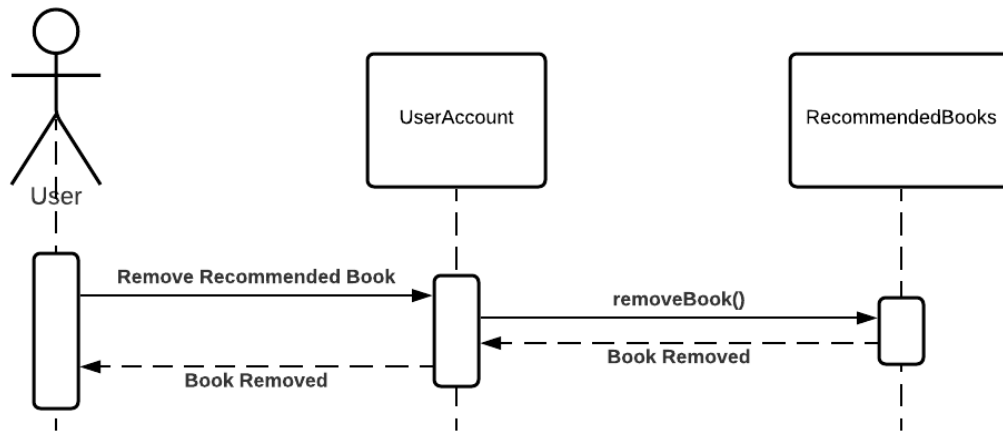 UserAccount
RecommendedBooks
User
Remove Recommended Book
removeBook()
Book Removed
Book Removed